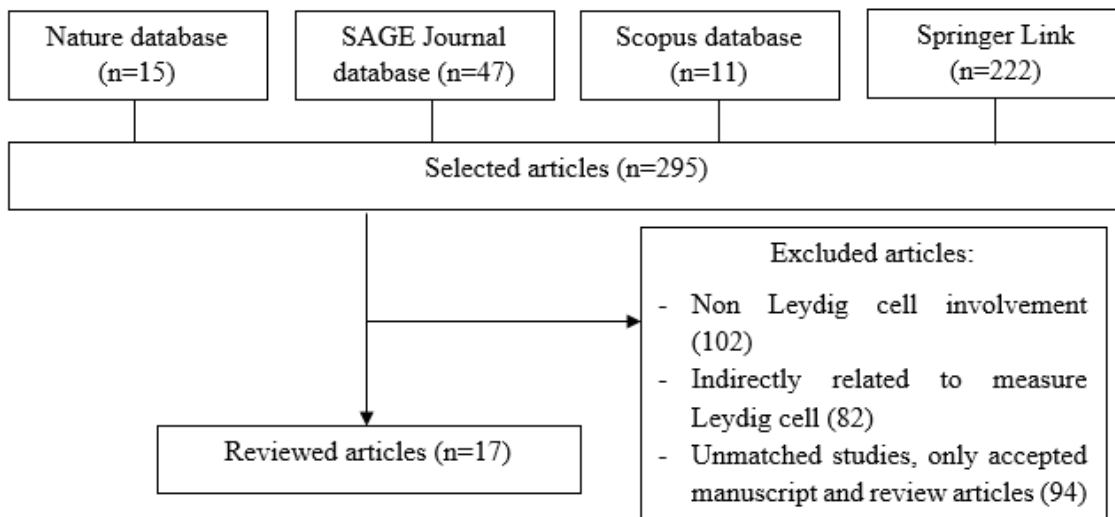 Nature database
(n=15)
SAGE Journal
database (n=47)
Scopus database
(n=11)
Springer Link
(n=222)
Selected articles (n=295)
Excluded articles:
- Non Leydig cell involvement
(102)
- Indirectly related to measure
Leydig cell (82)
- Unmatched studies, only accepted
manuscript and review articles (94)
Reviewed articles (n=17)